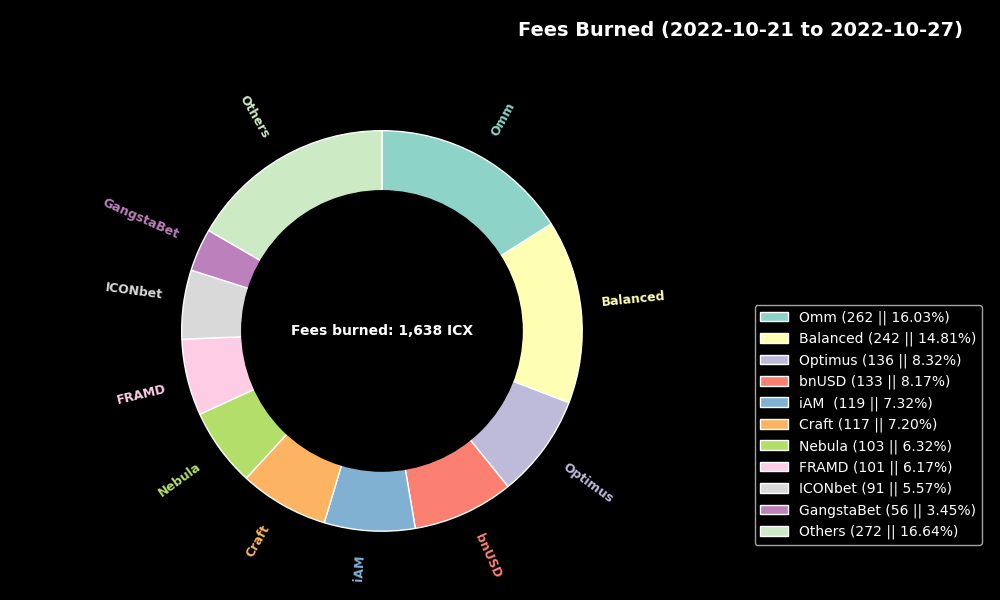 Fees Burned (2022-10-21 to 2022-10-27)
Others
Omm
GangstaBet
ICONbet
Balanced
Fees burned: 1,638 ICX
FRAMD
Nebula
Optimus
Craft
iAM
bnUSD
Omm (262 || 16.03%)
Balanced (242 || 14.81%)
Optimus (136 || 8.32%)
bnUSD (133 || 8.17%)
iAM  (119 || 7.32%)
Craft (117 || 7.20%)
Nebula (103 || 6.32%)
FRAMD (101 || 6.17%)
ICONbet (91 || 5.57%)
GangstaBet (56 || 3.45%)
Others (272 || 16.64%)